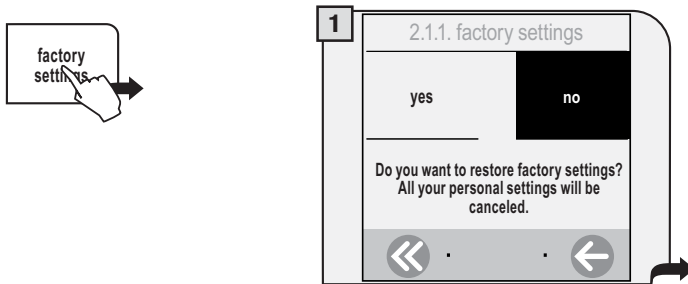 factory
settings
1
2.1.1. factory settings
yes
no
Do you want to restore factory settings?
All your personal settings will be
canceled.